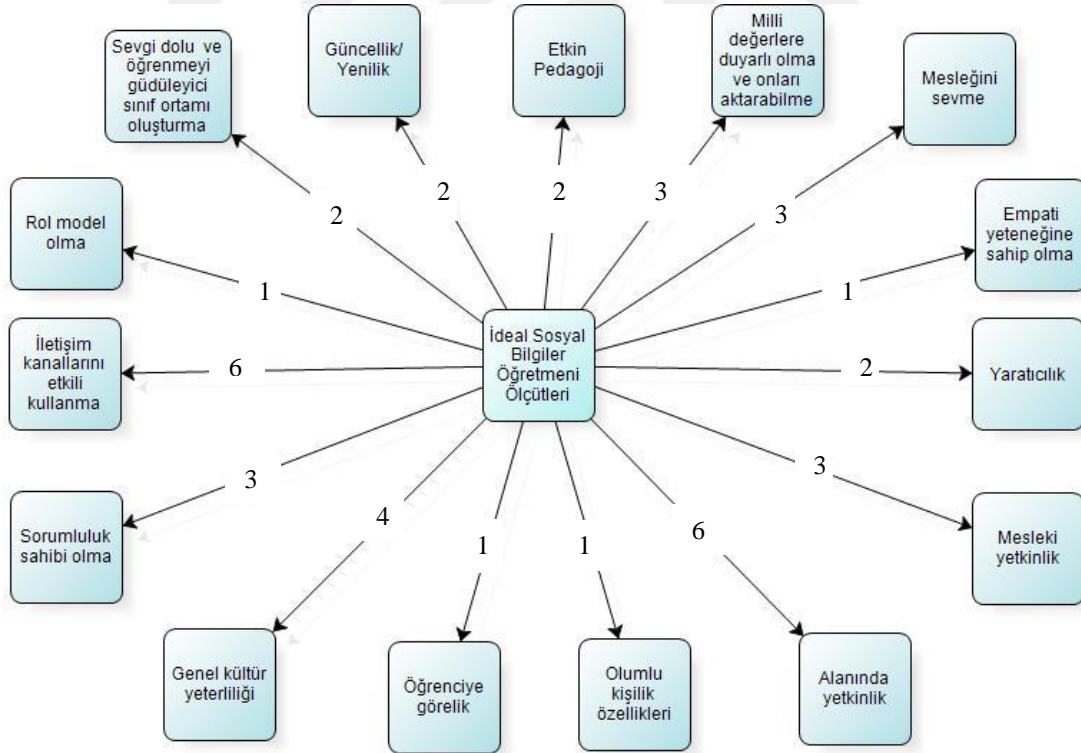 Sevgi dolu ve
öğrenmeyi
güdüleyici
sınıf ortamı
oluşturma
Güncellik/
Yenilik
Etkin
Pedagoji
Milli
değerlere
duyarlı olma
ve onları
aktarabilme
Mesleğini
sevme
2
2
2
3
3
Rol model
olma
1
1
Empati
yeteneğine
sahip olma
İletişim
kanallarını
etkili
kullanma
6
İdeal Sosyal
Bilgiler
Öğretmeni
Ölçütleri
2
Yaratıcılık
Sorumluluk
sahibi olma
3
4
1
1
6
3
Mesleki
yetkinlik
Genel kültür
yeterliliği
Öğrenciye
görelik
Olumlu
kişilik
özellikleri
Alanında
yetkinlik